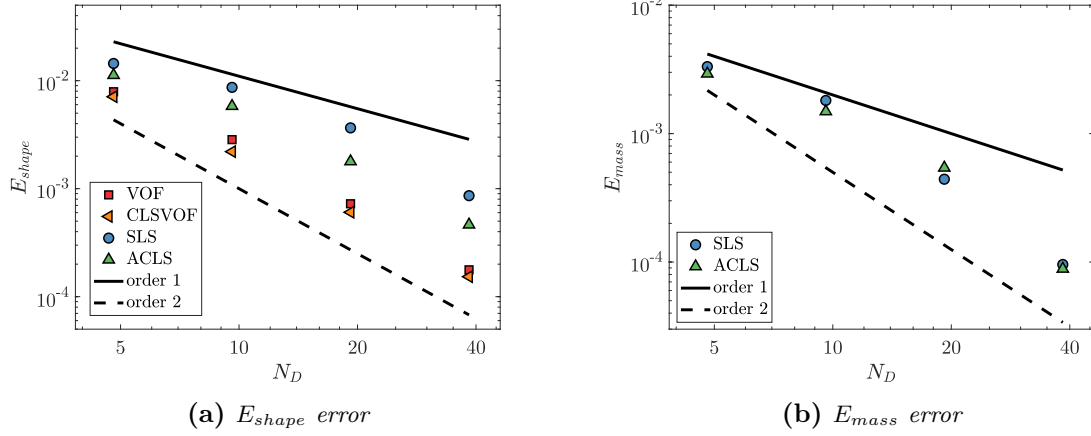 10^-2
10^-3
10^-4
E_shape
VOF
CLSVOF
SLS
ACLS
order 1
order 2
5 10 20 40
N_D
(a) E_shape error
10^-2
10^-3
10^-4
E_mass
SLS
ACLS
order 1
order 2
5 10 20 40
N_D
(b) E_mass error